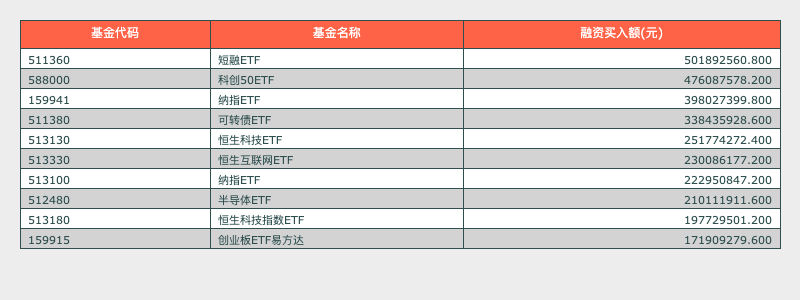 基金代码 基金名称 融资买入额(元)
511360 短融ETF 501892560.800
588000 科创50ETF 476087578.200
159941 纳指ETF 398027399.800
511380 可转债ETF 338435928.600
513130 恒生科技ETF 251774272.400
513330 恒生互联网ETF 230086177.200
513100 纳指ETF 222950847.200
512480 半导体ETF 210111911.600
513180 恒生科技指数ETF 197729501.200
159915 创业板ETF易方达 171909279.600